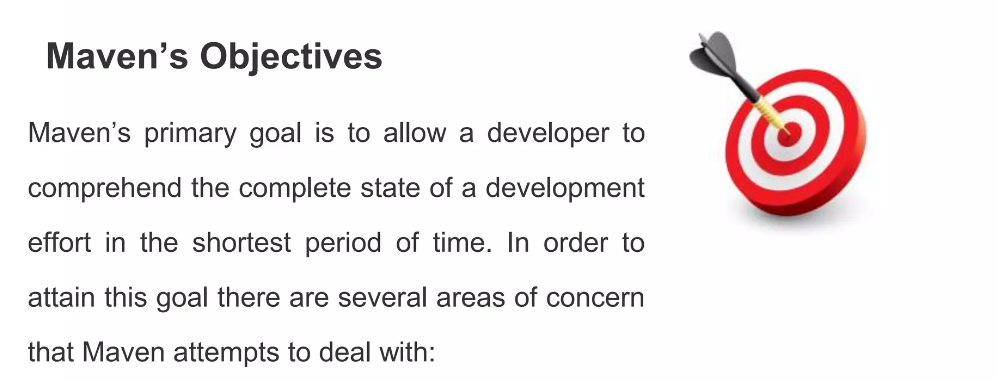 Maven’s Objectives
Maven’s primary goal is to allow a developer to
comprehend the complete state of a development
effort in the shortest period of time. In order to
attain this goal there are several areas of concern
that Maven attempts to deal with: